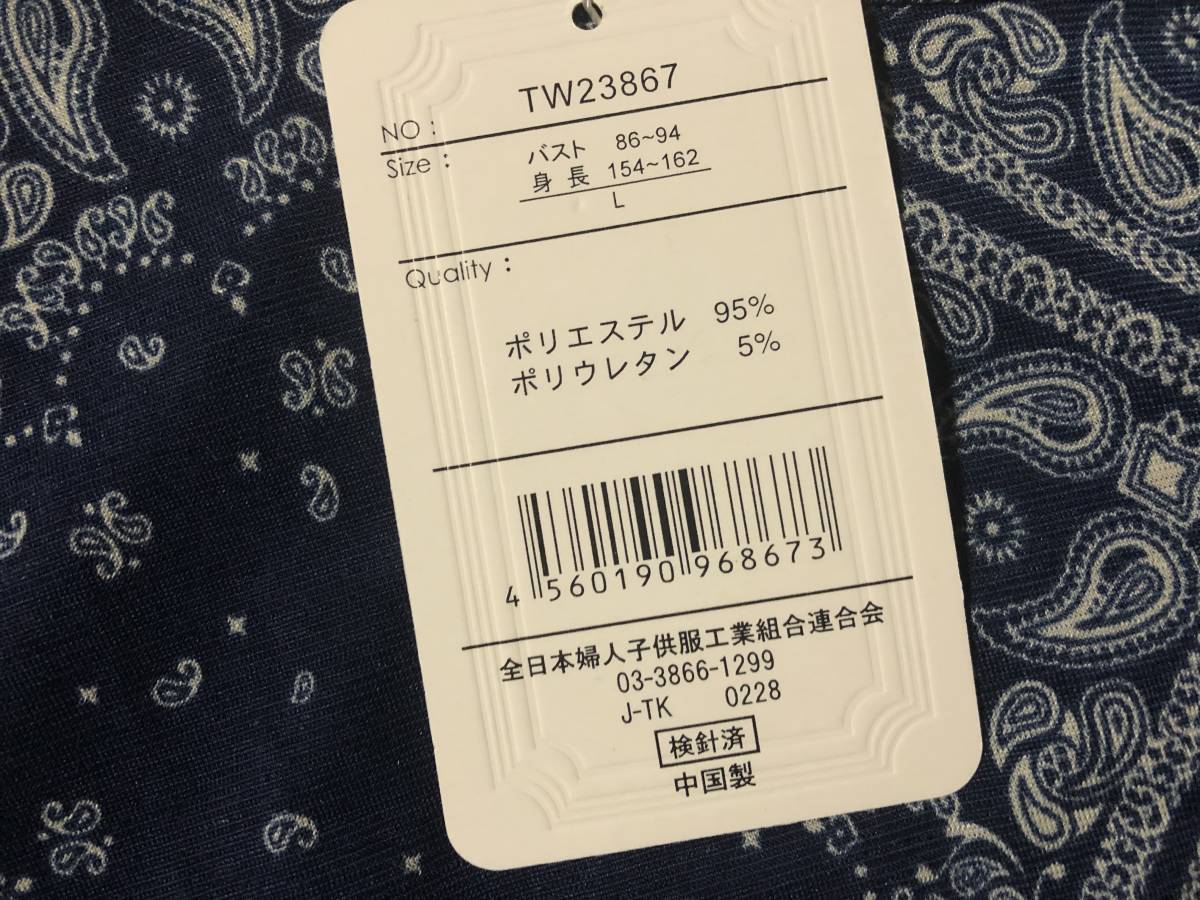 NO : TW23867
Size : バスト 86~94
身 長 154~162
L
Quality :
ポリエステル 95%
ポリウレタン 5%
4 560190 968673
全日本婦人子供服工業組合連合会
03-3866-1299
J-TK 0228
検針済
中国製